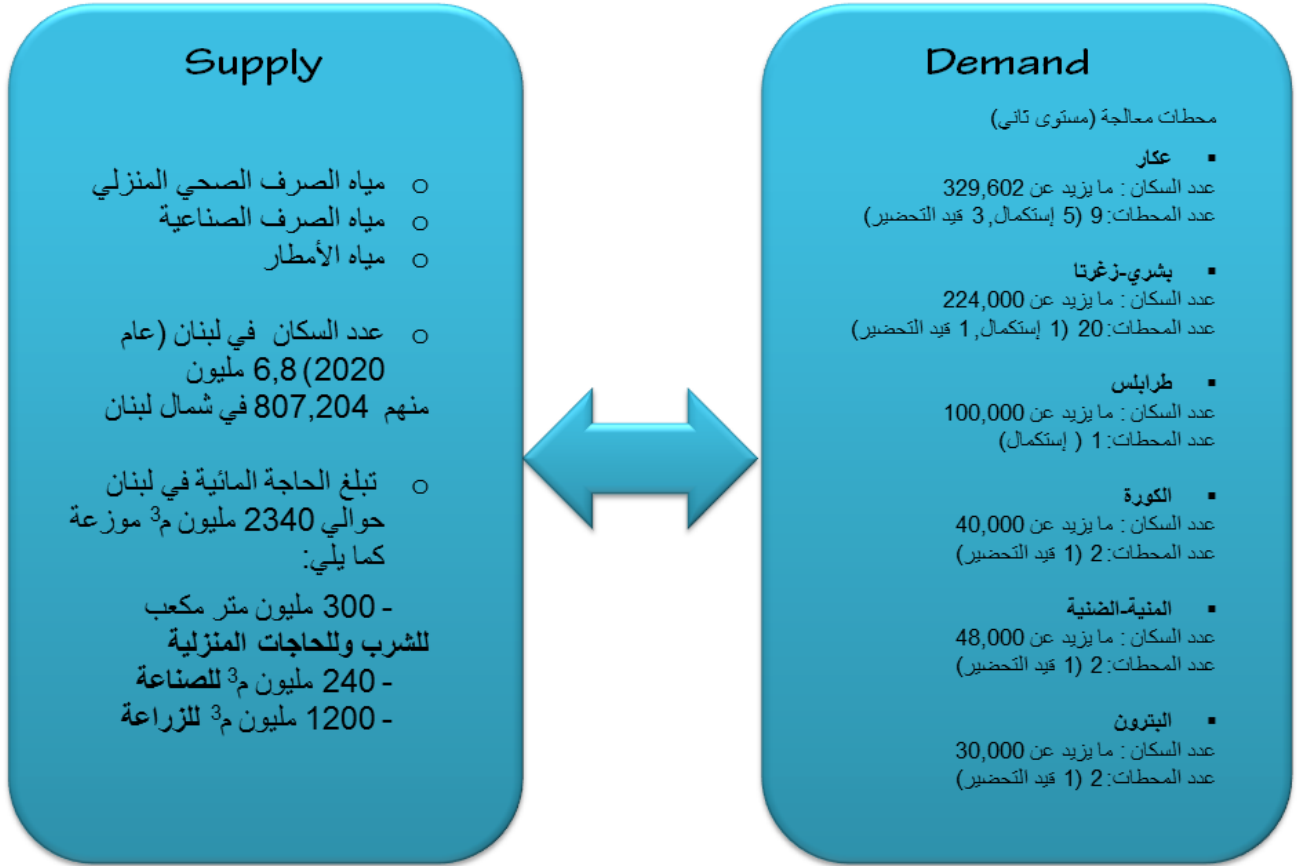 Supply
○ مياه الصرف الصحي المنزلي
○ مياه الصرف الصناعية
○ مياه الأمطار
○ عدد السكان في لبنان (عام
2020) 6,8 مليون
منهم 807,204 في شمال لبنان
○ تبلغ الحاجة المائية في لبنان
حوالي 2340 مليون م³ موزعة
كما يلي:
- 300 مليون متر مكعب
للشرب وللحاجات المنزلية
- 240 مليون م³ للصناعة
- 1200 مليون م³ للزراعة
Demand
محطات معالجة (مستوى ثاني)
▪ عكار
عدد السكان : ما يزيد عن 329,602
عدد المحطات: 9 (5 إستكمال, 3 قيد التحضير)
▪ بشري-زغرتا
عدد السكان : ما يزيد عن 224,000
عدد المحطات: 20 (1 إستكمال, 1 قيد التحضير)
▪ طرابلس
عدد السكان : ما يزيد عن 100,000
عدد المحطات: 1 ( إستكمال)
▪ الكورة
عدد السكان : ما يزيد عن 40,000
عدد المحطات: 2 (1 قيد التحضير)
▪ المنية-الضنية
عدد السكان : ما يزيد عن 48,000
عدد المحطات: 2 (1 قيد التحضير)
▪ البترون
عدد السكان : ما يزيد عن 30,000
عدد المحطات: 2 (1 قيد التحضير)